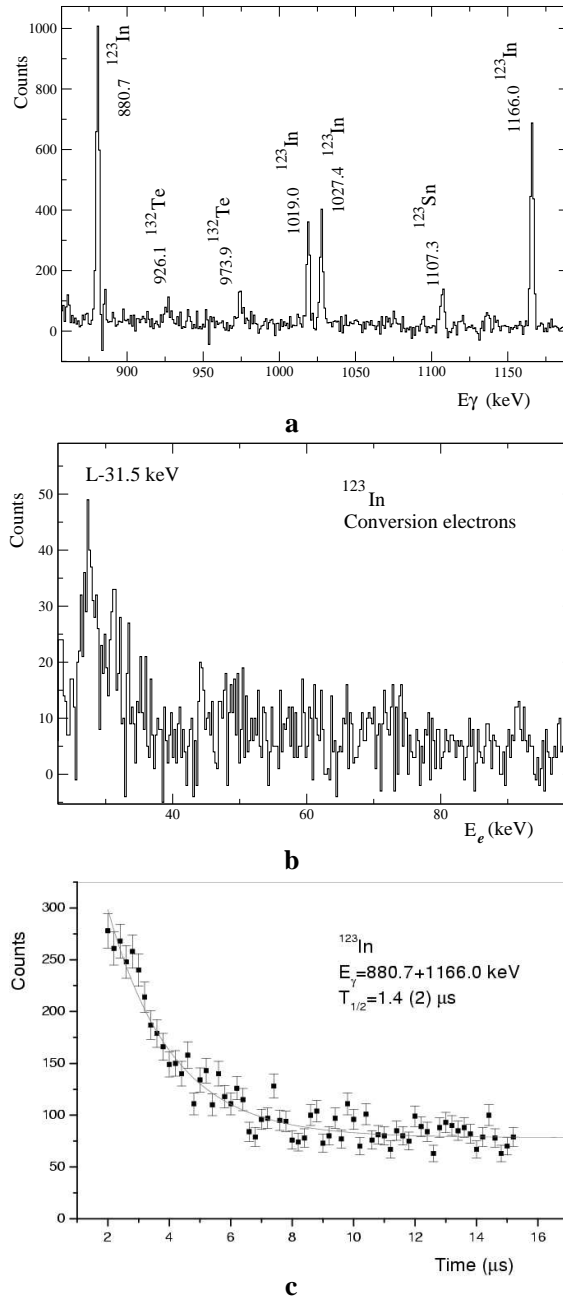 1000
800
600
400
200
0
Counts
¹²³In
880.7
¹³²Te
926.1
¹³²Te
973.9
¹²³In
1019.0
¹²³In
1027.4
¹²³Sn
1107.3
¹²³In
1166.0
900 950 1000 1050 1100 1150
Eγ (keV)
a
L-31.5 keV
¹²³In
Conversion electrons
50
40
30
20
10
0
Counts
40 60 80
Ee (keV)
b
300
250
200
150
100
50
0
Counts
¹²³In
Eγ=880.7+1166.0 keV
T1/2=1.4 (2) μs
2 4 6 8 10 12 14 16
Time (μs)
c